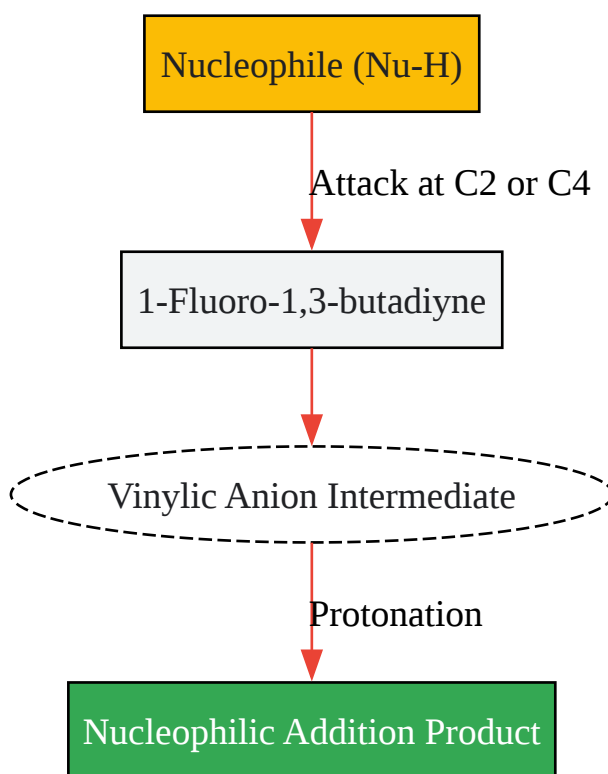 Nucleophile (Nu-H)
Attack at C2 or C4
1-Fluoro-1,3-butadiyne
Vinylic Anion Intermediate
Protonation
Nucleophilic Addition Product